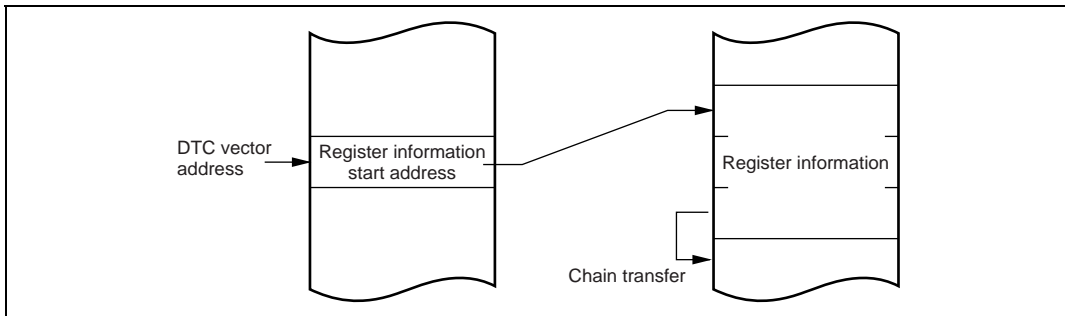 DTC vector
address
Register information
start address
Register information
Chain transfer